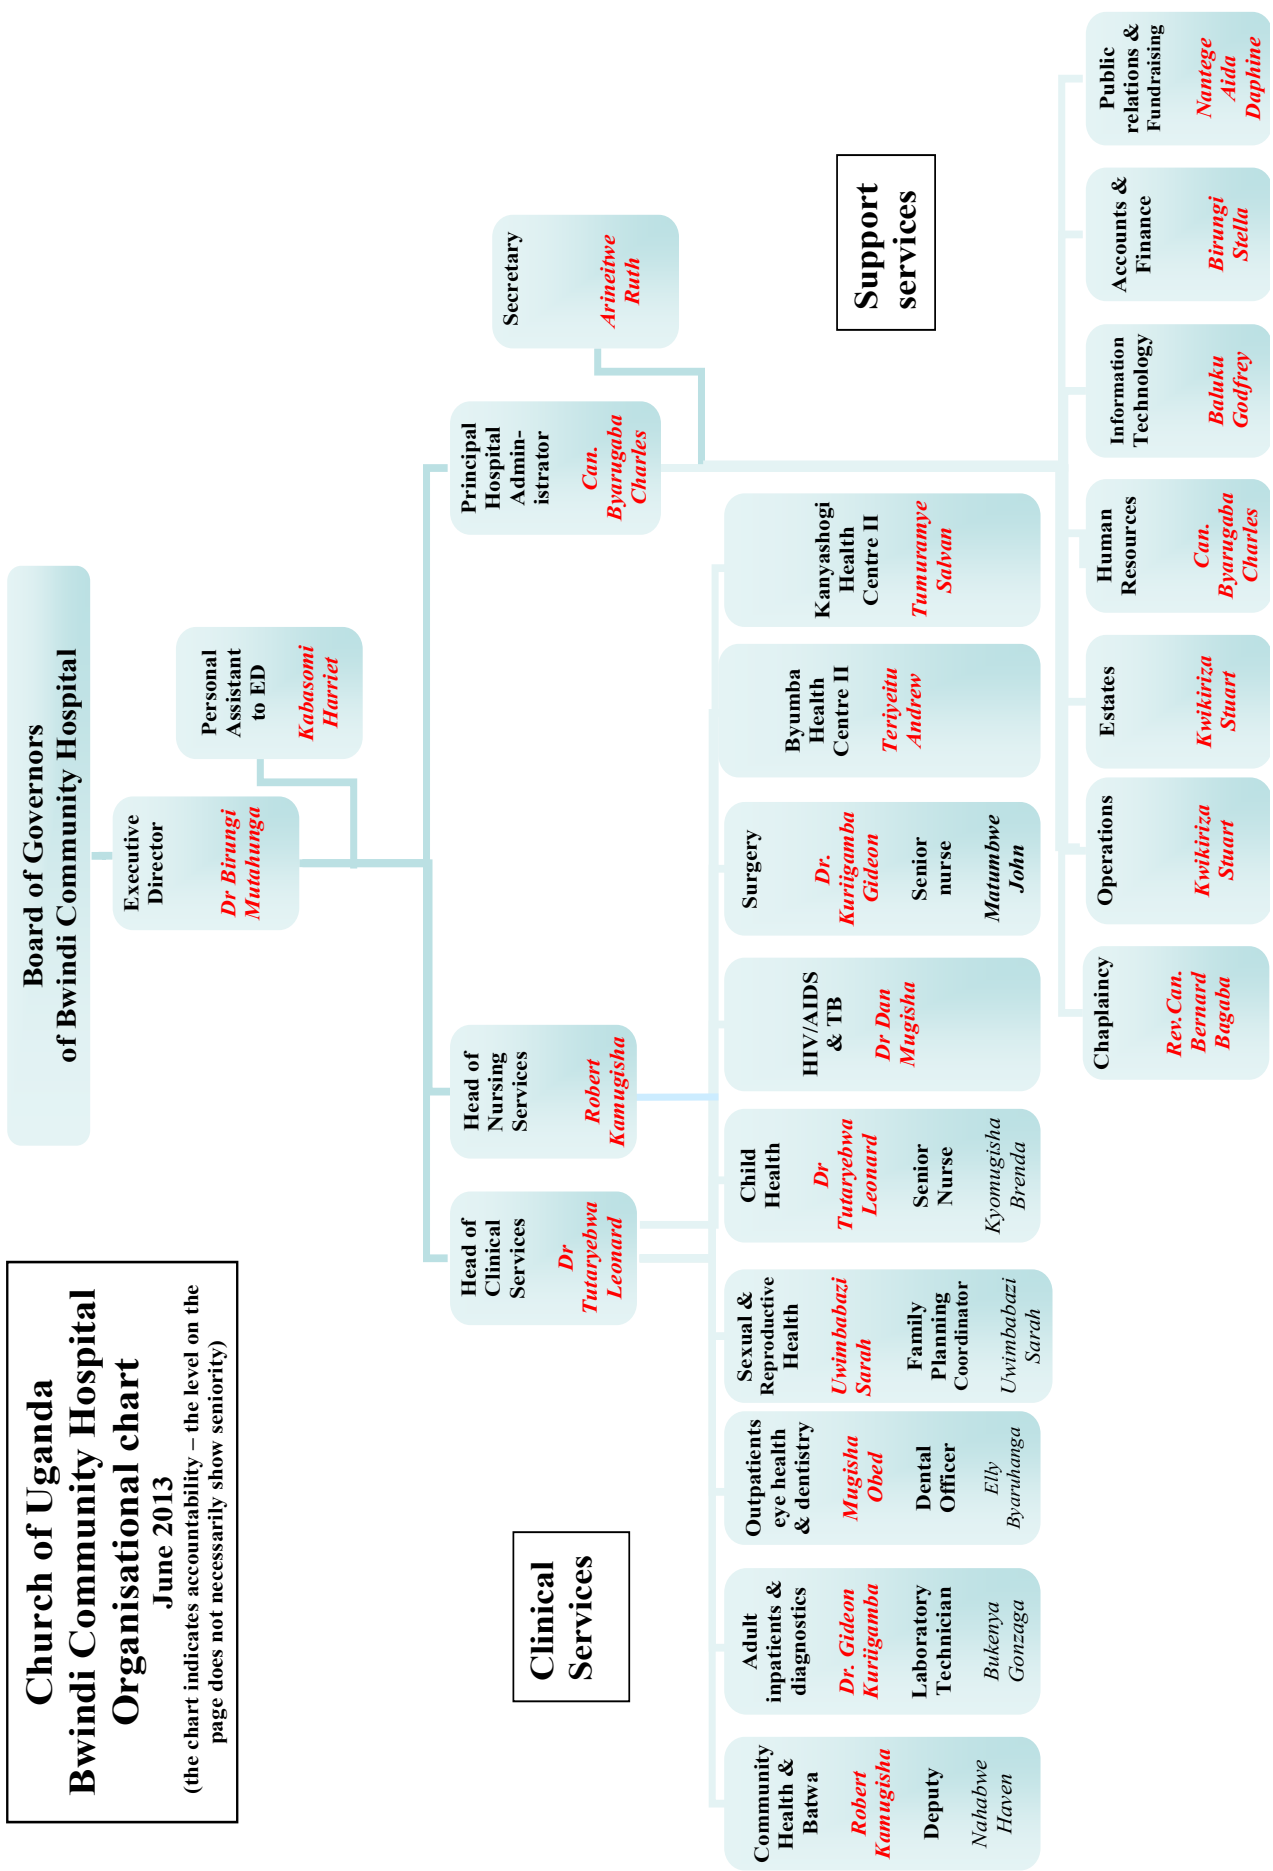 Church of Uganda
Bwindi Community Hospital
Organisational chart
June 2013
(the chart indicates accountability – the level on the
page does not necessarily show seniority)
Board of Governors
of Bwindi Community Hospital
Executive
Director
Dr Birungi
Mutahunga
Personal
Assistant
to ED
Kabasomi
Harriet
Head of
Clinical
Services
Dr
Tutaryebwa
Leonard
Head of
Nursing
Services
Robert
Kamugisha
Principal
Hospital
Admin-
istrator
Can.
Byarugaba
Charles
Secretary
Arineitwe
Ruth
Clinical
Services
Support
services
Community
Health &
Batwa
Robert
Kamugisha
Deputy
Nahabwe
Haven
Adult
inpatients &
diagnostics
Dr. Gideon
Kuriigamba
Laboratory
Technician
Bukenya
Gonzaga
Outpatients
eye health
& dentistry
Mugisha
Obed
Dental
Officer
Elly
Byaruhanga
Sexual &
Reproductive
Health
Uwimbabazi
Sarah
Family
Planning
Coordinator
Uwimbabazi
Sarah
Child
Health
Dr
Tutaryebwa
Leonard
Senior
Nurse
Kyomugisha
Brenda
HIV/AIDS
& TB
Dr Dan
Mugisha
Surgery
Dr.
Kuriigamba
Gideon
Senior
nurse
Matumbwe
John
Byumba
Health
Centre II
Teriyeitu
Andrew
Kanyashogi
Health
Centre II
Tumuramye
Salvan
Chaplaincy
Rev.Can.
Bernard
Bagaba
Operations
Kwikiriza
Stuart
Estates
Kwikiriza
Stuart
Human
Resources
Can.
Byarugaba
Charles
Information
Technology
Baluku
Godfrey
Accounts &
Finance
Birungi
Stella
Public
relations &
Fundraising
Nantege
Aida
Daphine